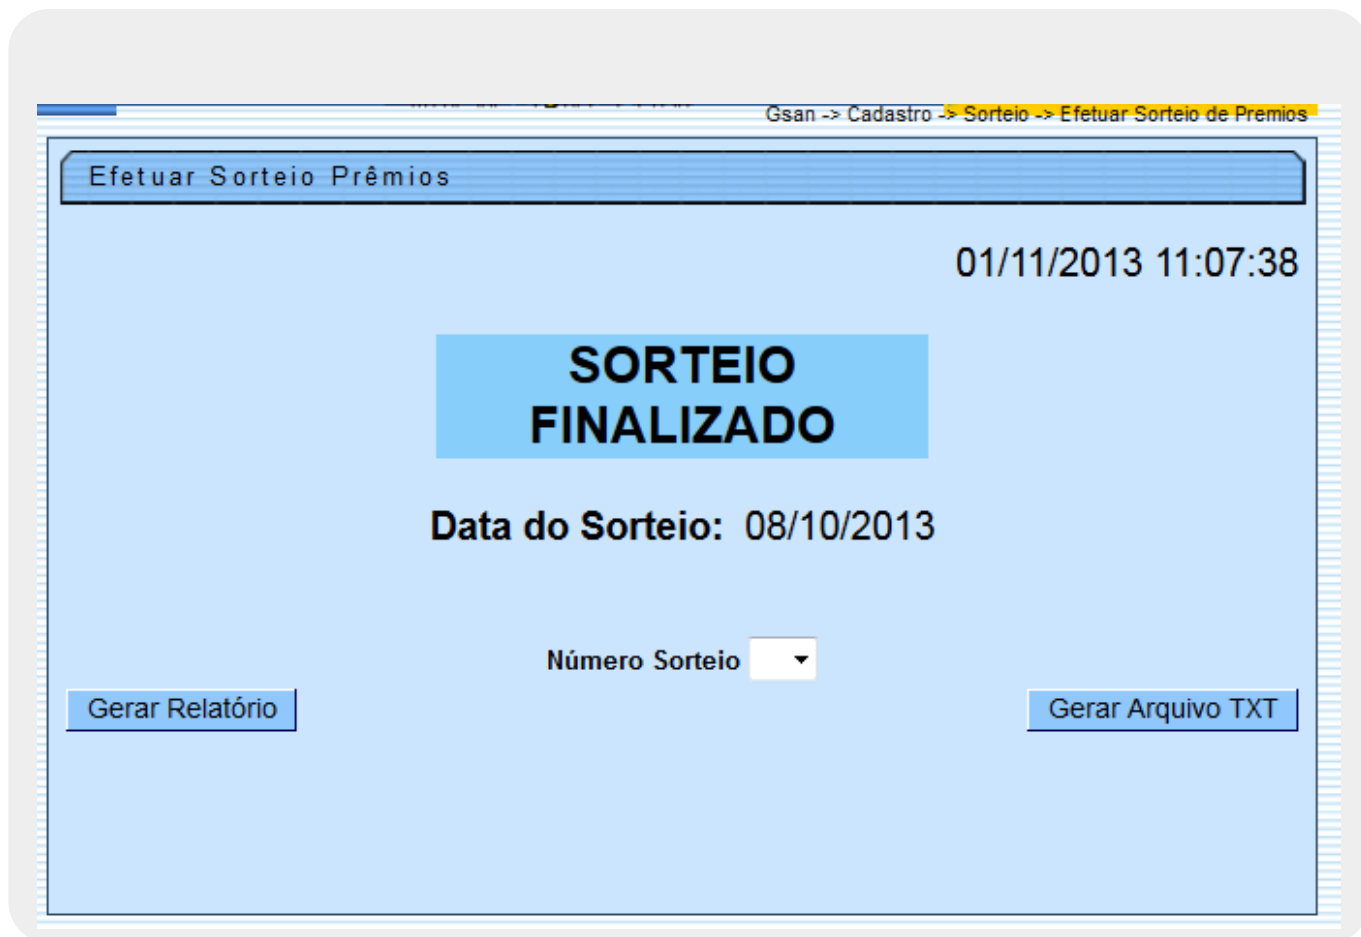 Gsan -> Cadastro -> Sorteio -> Efetuar Sorteio de Premios
Efetuar Sorteio Prêmios
01/11/2013 11:07:38
SORTEIO
FINALIZADO
Data do Sorteio: 08/10/2013
Número Sorteio
Gerar Relatório
Gerar Arquivo TXT